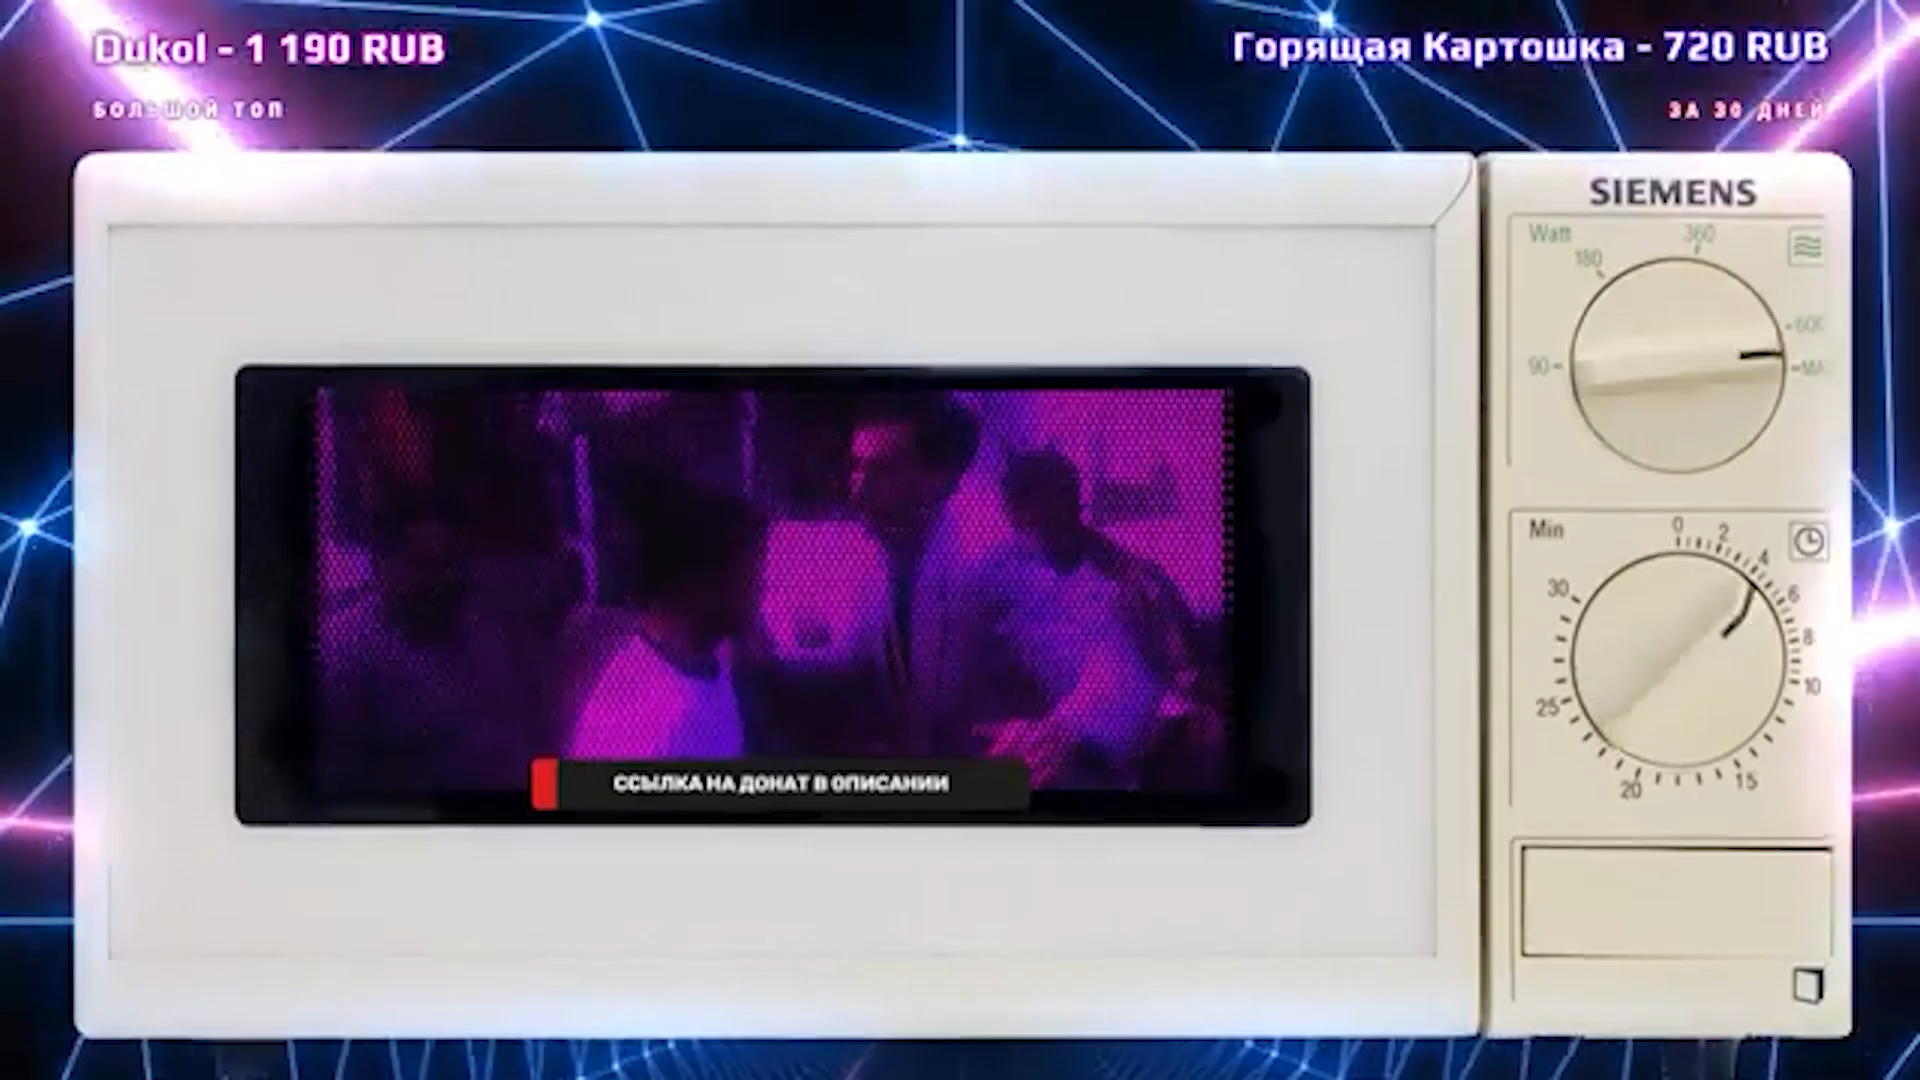 Dukol - 1 190 RUB
Горящая Картошка - 720 RUB
БОЛЬШОЙ ТОП
ЗА 30 ДНЕЙ
SIEMENS
Watt
360
180
600
90
Min
0
2
4
30
6
8
10
25
15
20
ССЫЛКА НА ДОНАТ В ОПИСАНИИ